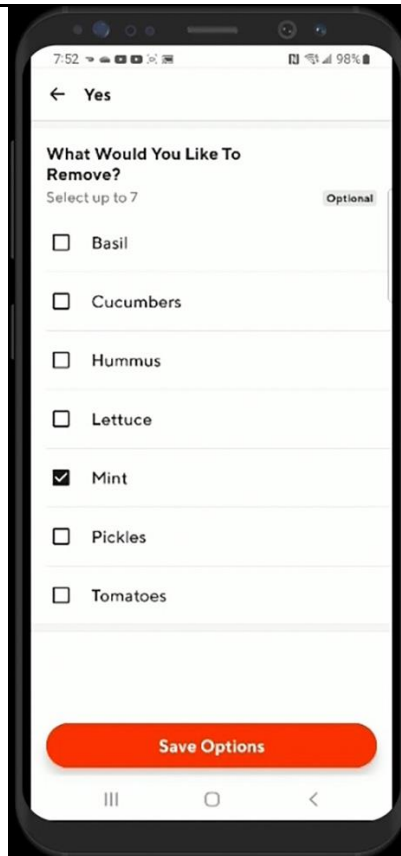 7:52
98%
Yes
What Would You Like To
Remove?
Select up to 7
Optional
Basil
Cucumbers
Hummus
Lettuce
Mint
Pickles
Tomatoes
Save Options